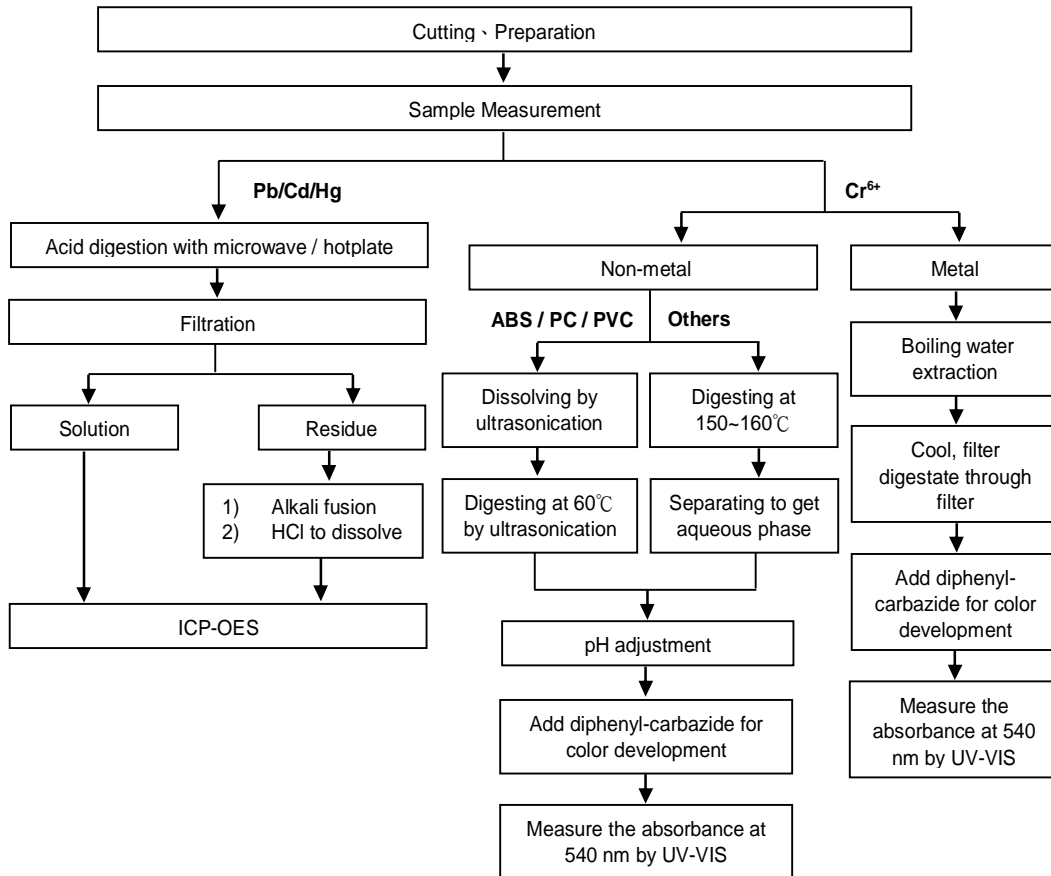 Cutting、Preparation
Sample Measurement
Pb/Cd/Hg
Cr⁶⁺
Acid digestion with microwave / hotplate
Non-metal
Metal
Filtration
ABS / PC / PVC
Others
Boiling water
extraction
Solution
Residue
Dissolving by
ultrasonication
Digesting at
150~160℃
Cool, filter
digestate through
filter
1) Alkali fusion
2) HCl to dissolve
Digesting at 60℃
by ultrasonication
Separating to get
aqueous phase
Add diphenyl-
carbazide for color
development
ICP-OES
pH adjustment
Measure the
absorbance at 540
nm by UV-VIS
Add diphenyl-carbazide for
color development
Measure the absorbance at
540 nm by UV-VIS